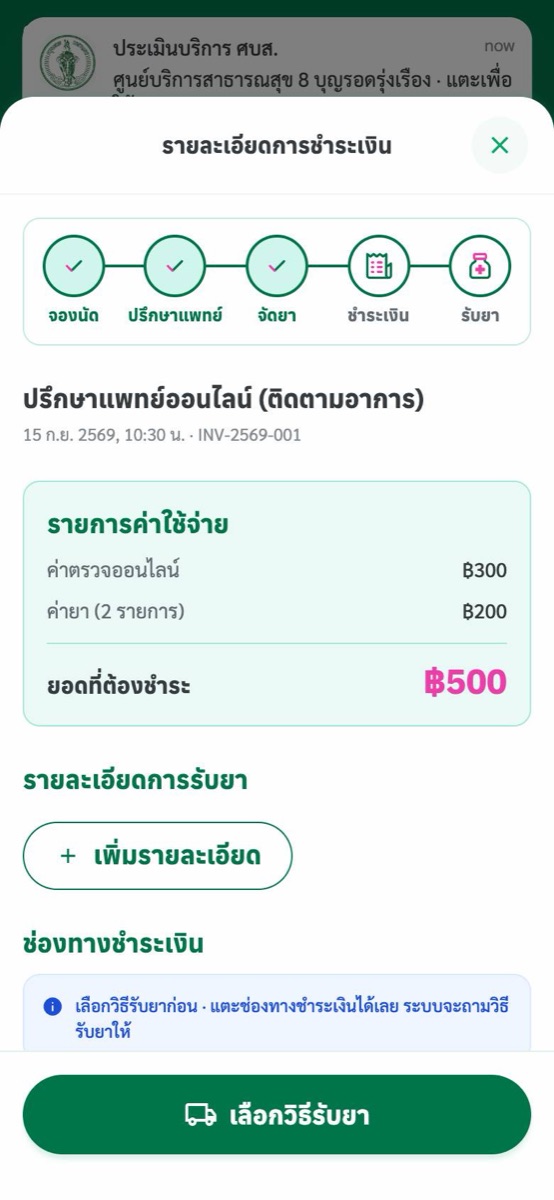 ประเมินบริการ ศบส.
now
ศูนย์บริการสาธารณสุข 8 บุญรอดรุ่งเรือง · แตะเพื่อ
รายละเอียดการชำระเงิน
จองนัด ปรึกษาแพทย์ จัดยา ชำระเงิน รับยา
ปรึกษาแพทย์ออนไลน์ (ติดตามอาการ)
15 ก.ย. 2569, 10:30 น. · INV-2569-001
รายการค่าใช้จ่าย
ค่าตรวจออนไลน์ ฿300
ค่ายา (2 รายการ) ฿200
ยอดที่ต้องชำระ ฿500
รายละเอียดการรับยา
+ เพิ่มรายละเอียด
ช่องทางชำระเงิน
เลือกวิธีรับยาก่อน · แตะช่องทางชำระเงินได้เลย ระบบจะถามวิธี
รับยาให้
เลือกวิธีรับยา